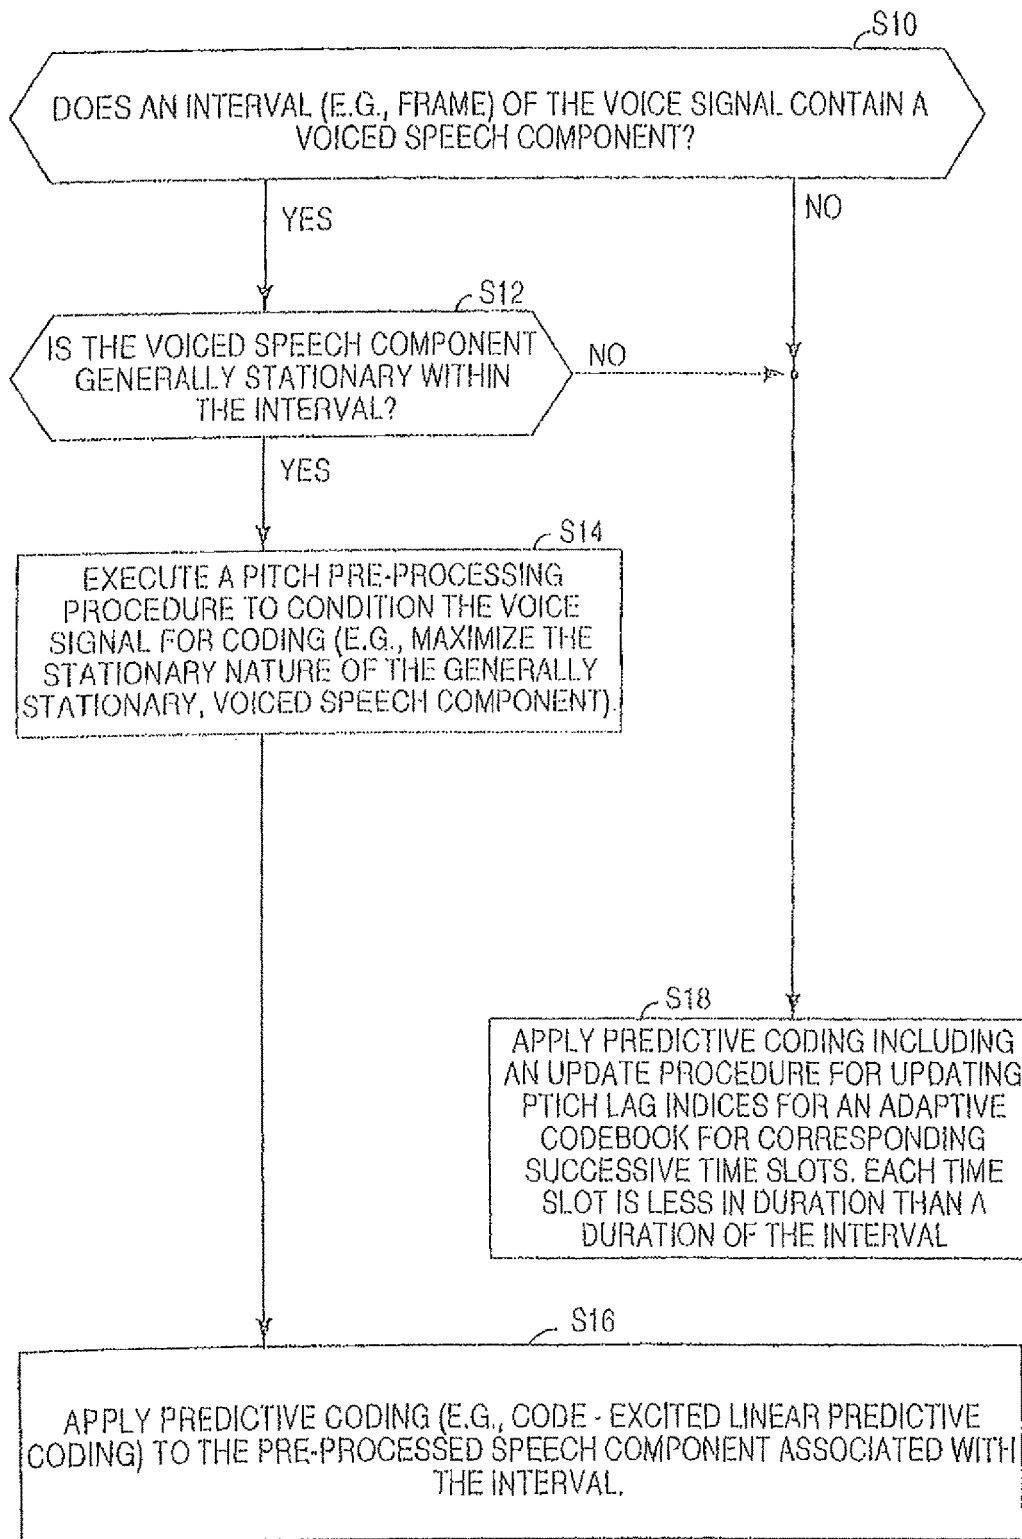 S10
DOES AN INTERVAL (E.G., FRAME) OF THE VOICE SIGNAL CONTAIN A
VOICED SPEECH COMPONENT?
YES
NO
S12
IS THE VOICED SPEECH COMPONENT
GENERALLY STATIONARY WITHIN
THE INTERVAL?
NO
YES
S14
EXECUTE A PITCH PRE-PROCESSING
PROCEDURE TO CONDITION THE VOICE
SIGNAL FOR CODING (E.G., MAXIMIZE THE
STATIONARY NATURE OF THE GENERALLY
STATIONARY, VOICED SPEECH COMPONENT).
S18
APPLY PREDICTIVE CODING INCLUDING
AN UPDATE PROCEDURE FOR UPDATING
PTICH LAG INDICES FOR AN ADAPTIVE
CODEBOOK FOR CORRESPONDING
SUCCESSIVE TIME SLOTS. EACH TIME
SLOT IS LESS IN DURATION THAN A
DURATION OF THE INTERVAL
S16
APPLY PREDICTIVE CODING (E.G., CODE - EXCITED LINEAR PREDICTIVE
CODING) TO THE PRE-PROCESSED SPEECH COMPONENT ASSOCIATED WITH
THE INTERVAL.